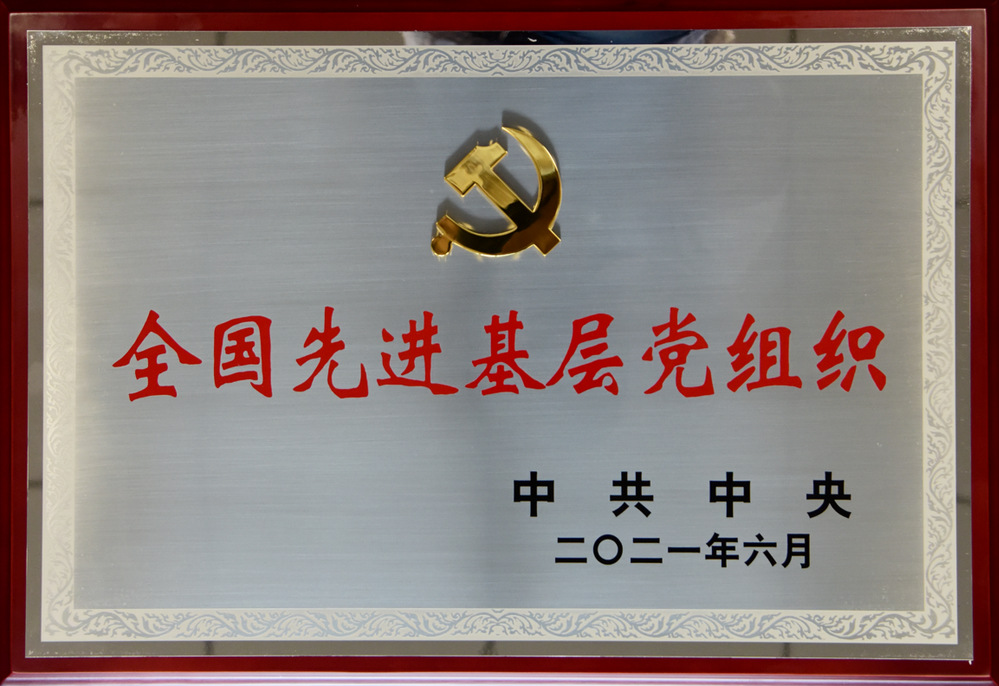 全国先进基层党组织
中共中央
二〇二一年六月